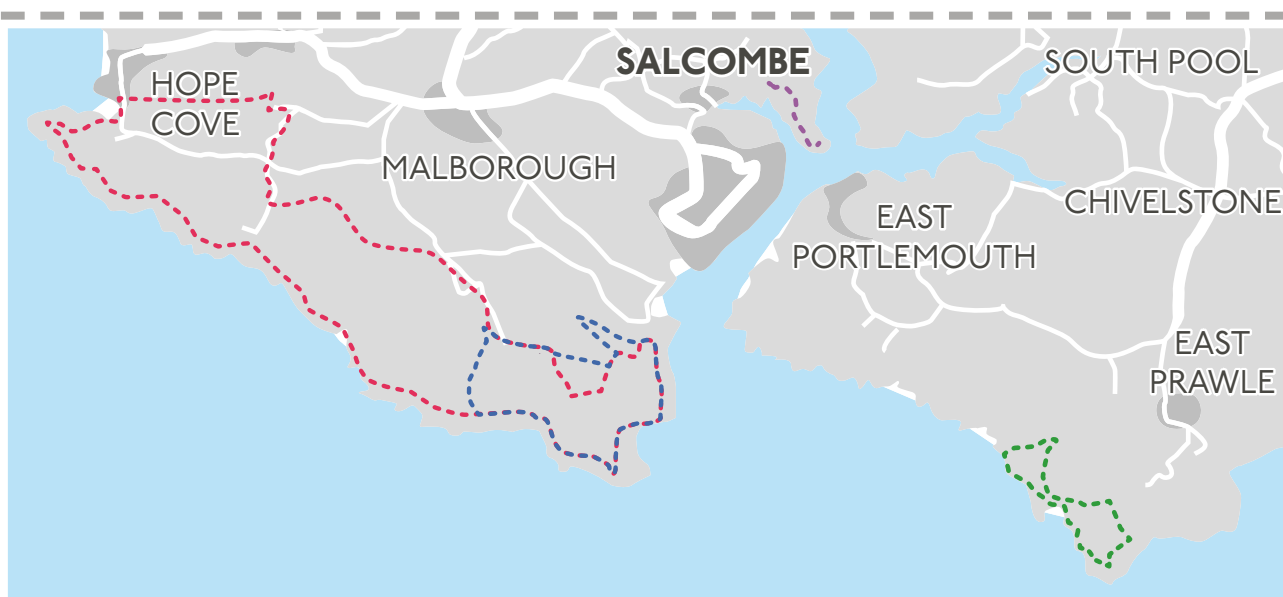 SALCOMBE
SOUTH POOL
HOPE
COVE
MALBOROUGH
CHIVELSTONE
EAST
PORTLEMOUTH
EAST
PRAWLE